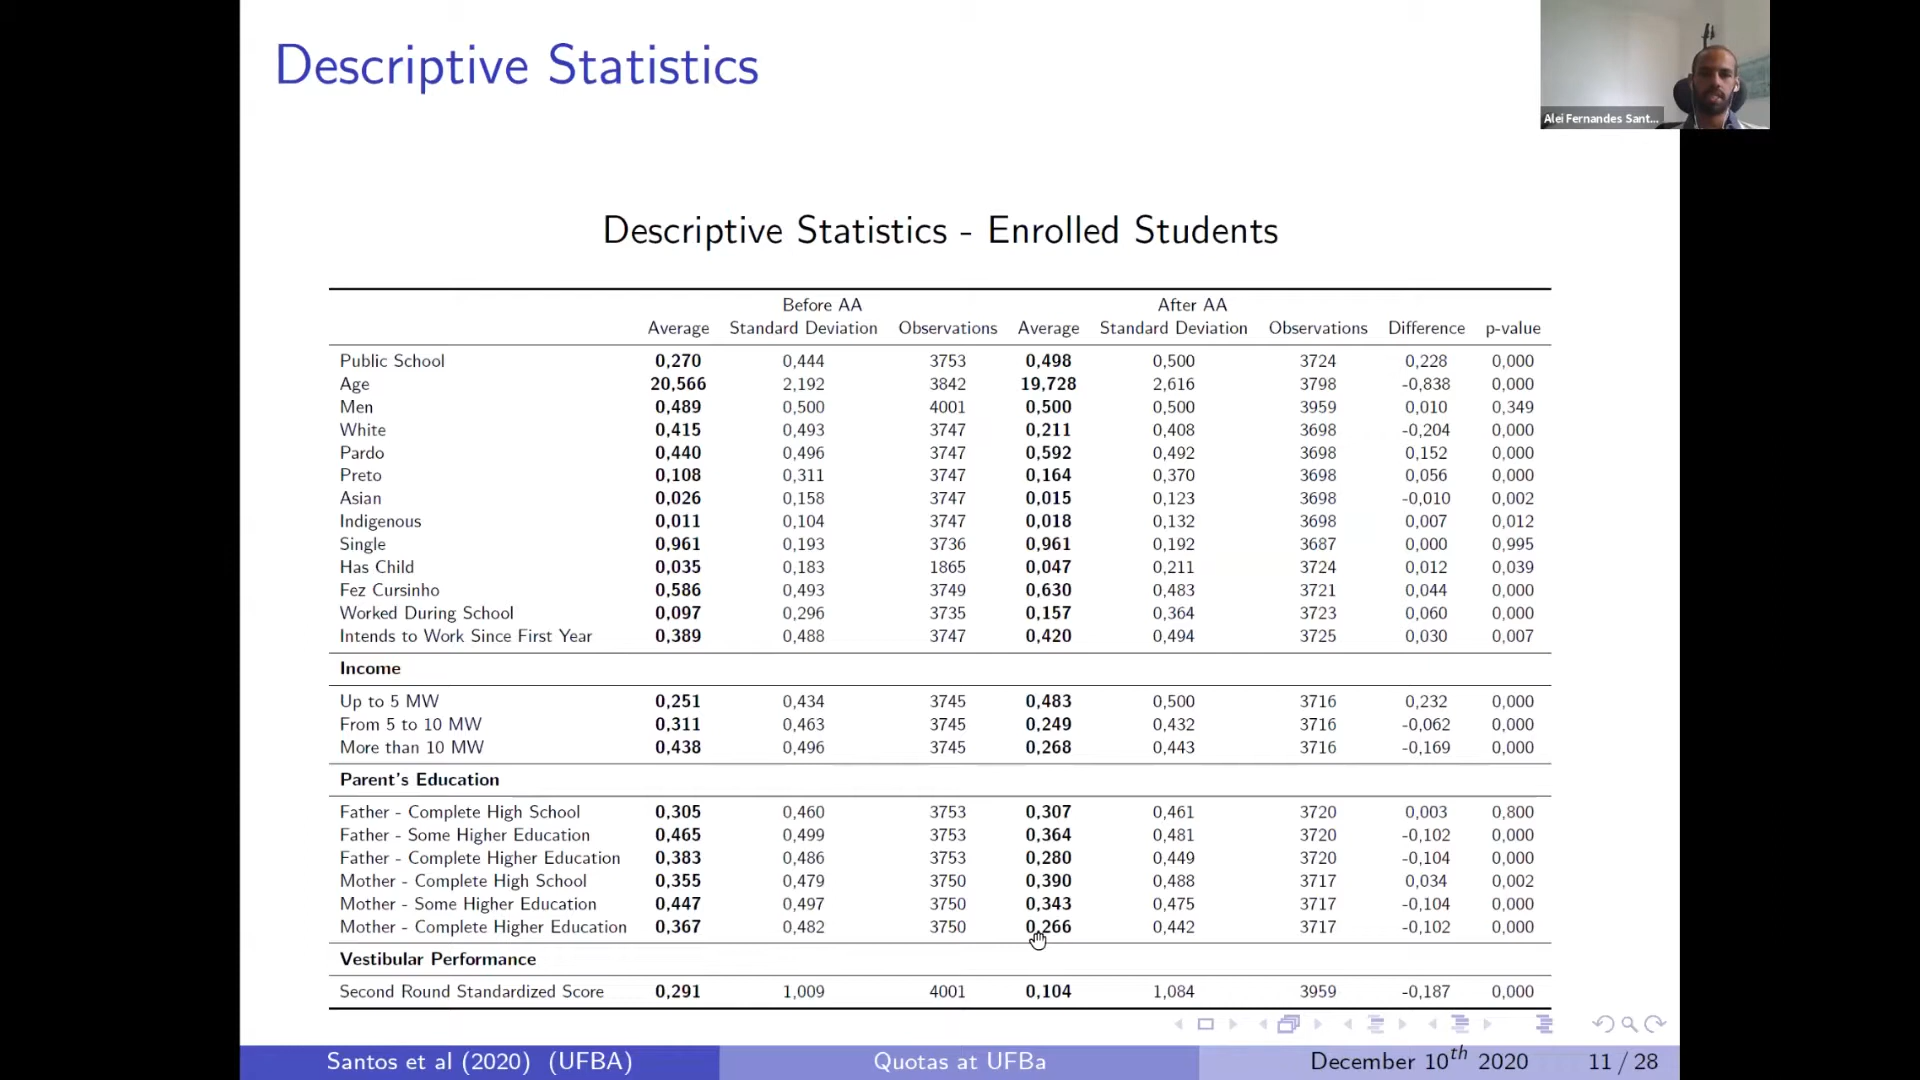 Descriptive Statistics
Alei Fernandes Sant...
Descriptive Statistics - Enrolled Students
Before AA After AA
Average Standard Deviation Observations Average Standard Deviation Observations Difference p-value
Public School 0,270 0,444 3753 0,498 0,500 3724 0,228 0,000
Age 20,566 2,192 3842 19,728 2,616 3798 -0,838 0,000
Men 0,489 0,500 4001 0,500 0,500 3959 0,010 0,349
White 0,415 0,493 3747 0,211 0,408 3698 -0,204 0,000
Pardo 0,440 0,496 3747 0,592 0,492 3698 0,152 0,000
Preto 0,108 0,311 3747 0,164 0,370 3698 0,056 0,000
Asian 0,026 0,158 3747 0,015 0,123 3698 -0,010 0,002
Indigenous 0,011 0,104 3747 0,018 0,132 3698 0,007 0,012
Single 0,961 0,193 3736 0,961 0,192 3687 0,000 0,995
Has Child 0,035 0,183 1865 0,047 0,211 3724 0,012 0,039
Fez Cursinho 0,586 0,493 3749 0,630 0,483 3721 0,044 0,000
Worked During School 0,097 0,296 3735 0,157 0,364 3723 0,060 0,000
Intends to Work Since First Year 0,389 0,488 3747 0,420 0,494 3725 0,030 0,007
Income
Up to 5 MW 0,251 0,434 3745 0,483 0,500 3716 0,232 0,000
From 5 to 10 MW 0,311 0,463 3745 0,249 0,432 3716 -0,062 0,000
More than 10 MW 0,438 0,496 3745 0,268 0,443 3716 -0,169 0,000
Parent's Education
Father - Complete High School 0,305 0,460 3753 0,307 0,461 3720 0,003 0,800
Father - Some Higher Education 0,465 0,499 3753 0,364 0,481 3720 -0,102 0,000
Father - Complete Higher Education 0,383 0,486 3753 0,280 0,449 3720 -0,104 0,000
Mother - Complete High School 0,355 0,479 3750 0,390 0,488 3717 0,034 0,002
Mother - Some Higher Education 0,447 0,497 3750 0,343 0,475 3717 -0,104 0,000
Mother - Complete Higher Education 0,367 0,482 3750 0,266 0,442 3717 -0,102 0,000
Vestibular Performance
Second Round Standardized Score 0,291 1,009 4001 0,104 1,084 3959 -0,187 0,000
Santos et al (2020) (UFBA) Quotas at UFBa December 10th 2020 11 / 28